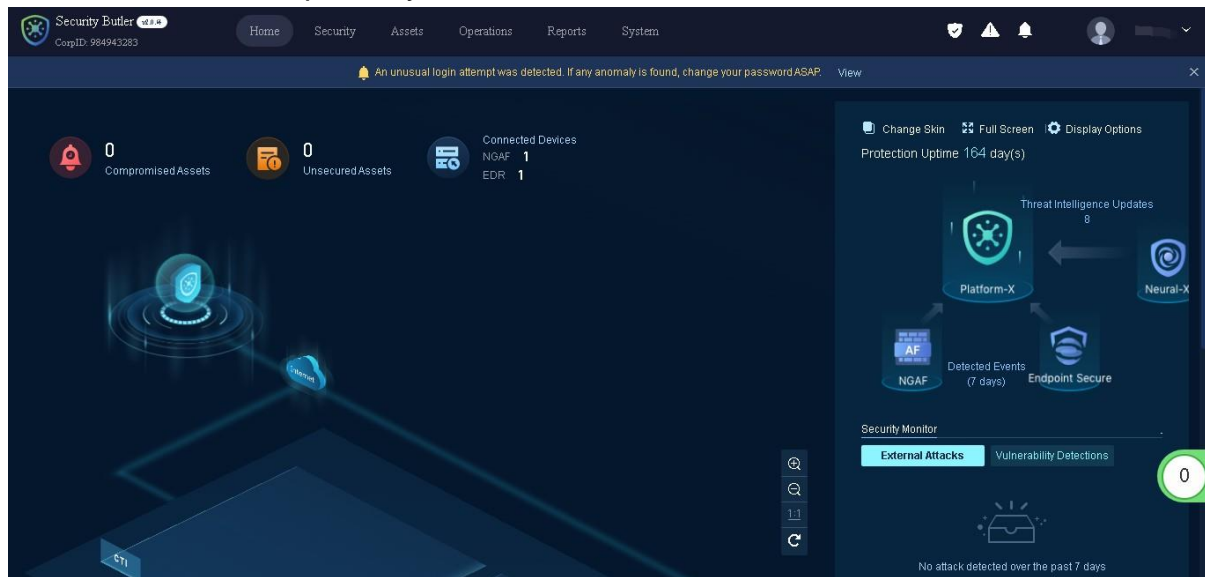 Security Butler
CorpID: 984943283
Home Security Assets Operations Reports System
An unusual login attempt was detected. If any anomaly is found, change your password ASAP. View
0
Compromised Assets
0
Unsecured Assets
Connected Devices
NGAF 1
EDR 1
Internet
CTI
1:1
Change Skin Full Screen Display Options
Protection Uptime 164 day(s)
Threat Intelligence Updates
8
Platform-X
Neural-X
AF
NGAF
Detected Events
(7 days)
Endpoint Secure
Security Monitor
External Attacks Vulnerability Detections
0
No attack detected over the past 7 days